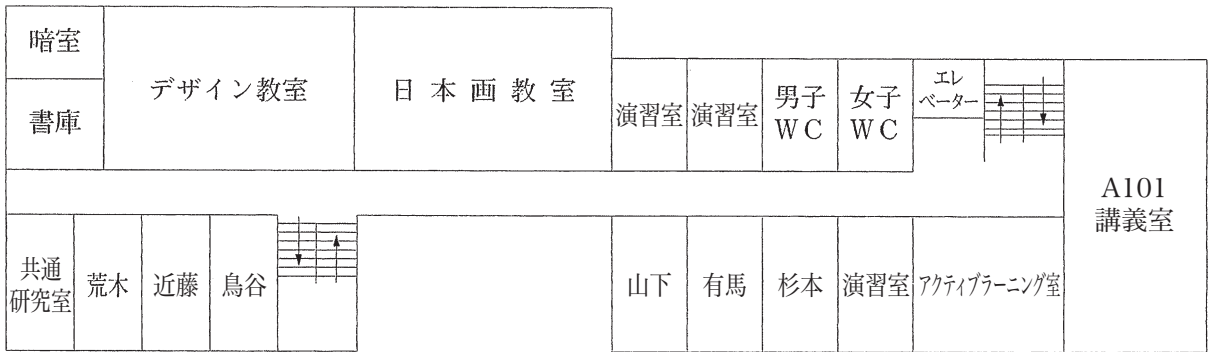 暗室
書庫
デザイン教室
日本画教室
演習室
演習室
男子
WC
女子
WC
エレ
ベーター
A101
講義室
共通
研究室
荒木
近藤
鳥谷
山下
有馬
杉本
演習室
アクティブラーニング室